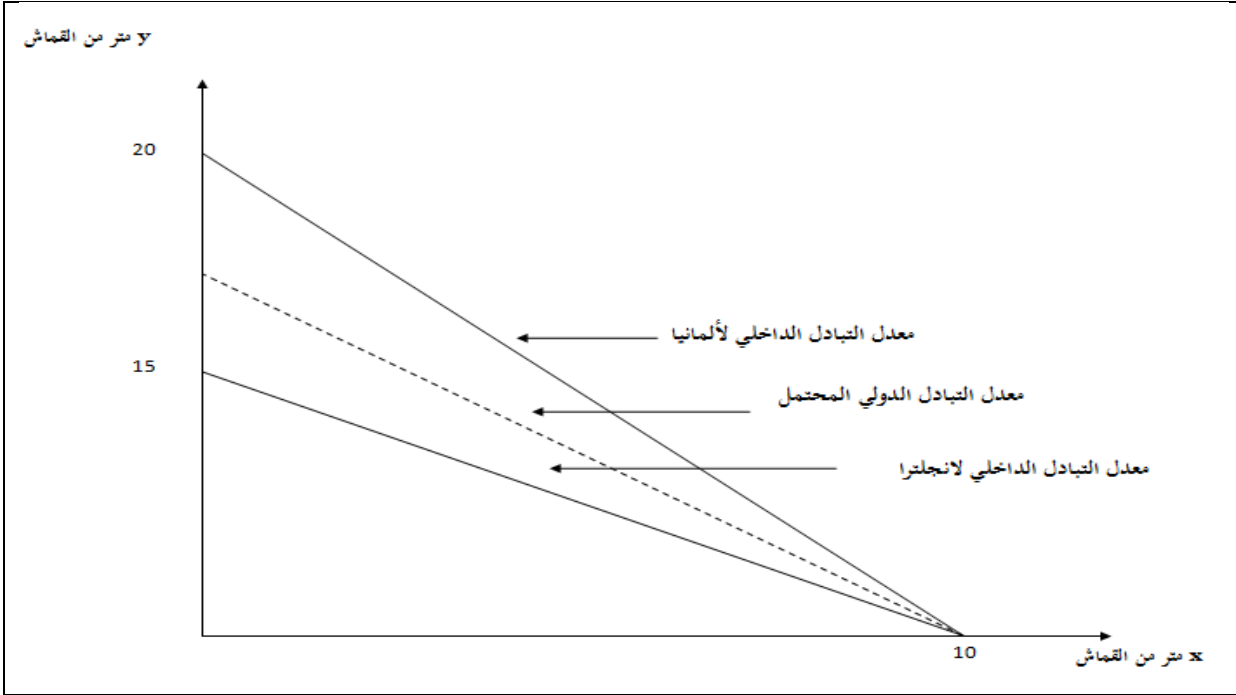 y متر من القماش
20
15
معدل التبادل الداخلي لألمانيا
معدل التبادل الدولي المحتمل
معدل التبادل الداخلي لانجلترا
10
x متر من القماش